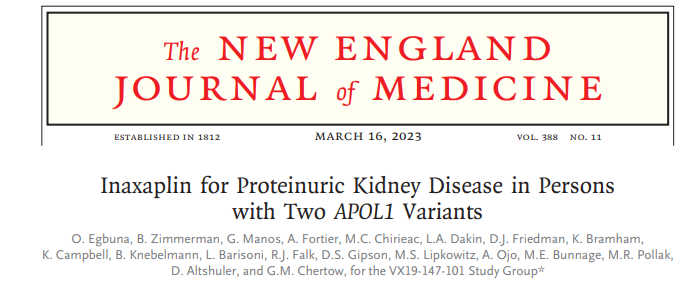 The NEW ENGLAND
JOURNAL of MEDICINE
ESTABLISHED IN 1812 MARCH 16, 2023 VOL. 388 NO. 11
Inaxaplin for Proteinuric Kidney Disease in Persons
with Two APOL1 Variants
O. Egbuna, B. Zimmerman, G. Manos, A. Fortier, M.C. Chirieac, L.A. Dakin, D.J. Friedman, K. Bramham,
K. Campbell, B. Knebelmann, L. Barisoni, R.J. Falk, D.S. Gipson, M.S. Lipkowitz, A. Ojo, M.E. Bunnage, M.R. Pollak,
D. Altshuler, and G.M. Chertow, for the VX19-147-101 Study Group*